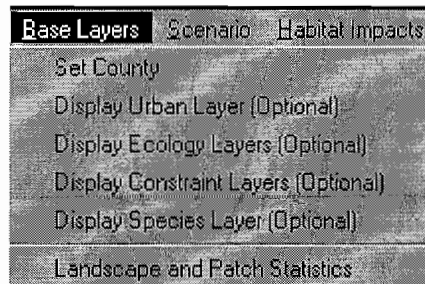 Base Layers Scenario Habitat Impacts
Set County
Display Urban Layer (Optional)
Display Ecology Layers (Optional)
Display Constraint Layers (Optional)
Display Species Layer (Optional)
Landscape and Patch Statistics